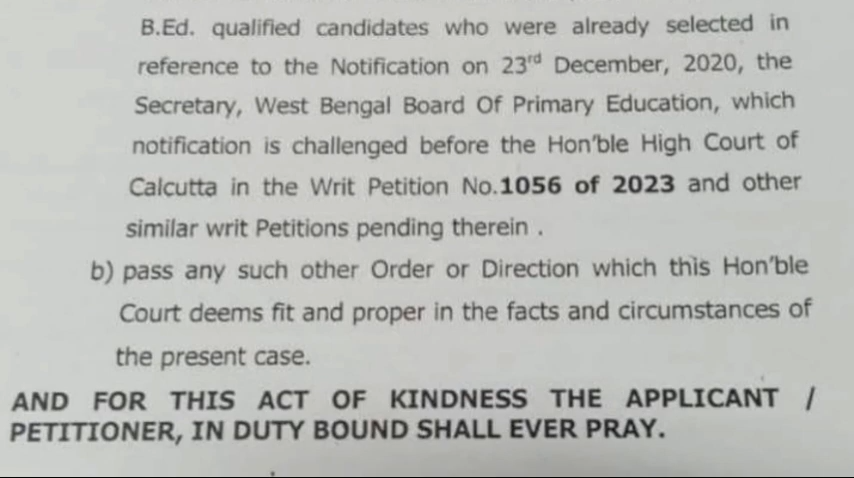 B.Ed. qualified candidates who were already selected in
reference to the Notification on 23rd December, 2020, the
Secretary, West Bengal Board Of Primary Education, which
notification is challenged before the Hon'ble High Court of
Calcutta in the Writ Petition No.1056 of 2023 and other
similar writ Petitions pending therein .
b) pass any such other Order or Direction which this Hon'ble
Court deems fit and proper in the facts and circumstances of
the present case.
AND FOR THIS ACT OF KINDNESS THE APPLICANT /
PETITIONER, IN DUTY BOUND SHALL EVER PRAY.